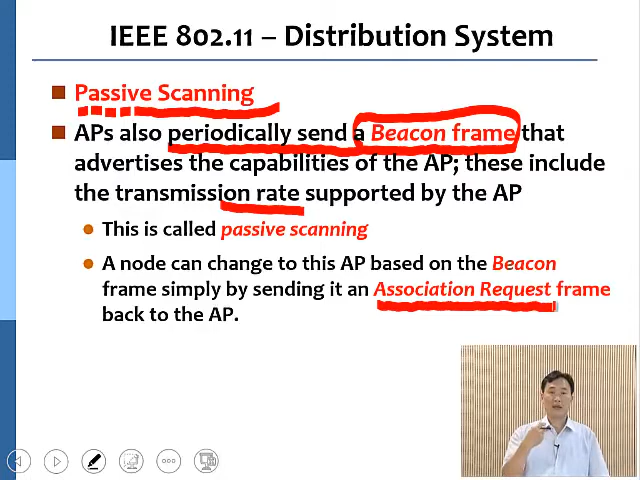 IEEE 802.11 – Distribution System
Passive Scanning
APs also periodically send a Beacon frame that
advertises the capabilities of the AP; these include
the transmission rate supported by the AP
This is called passive scanning
A node can change to this AP based on the Beacon
frame simply by sending it an Association Request frame
back to the AP.